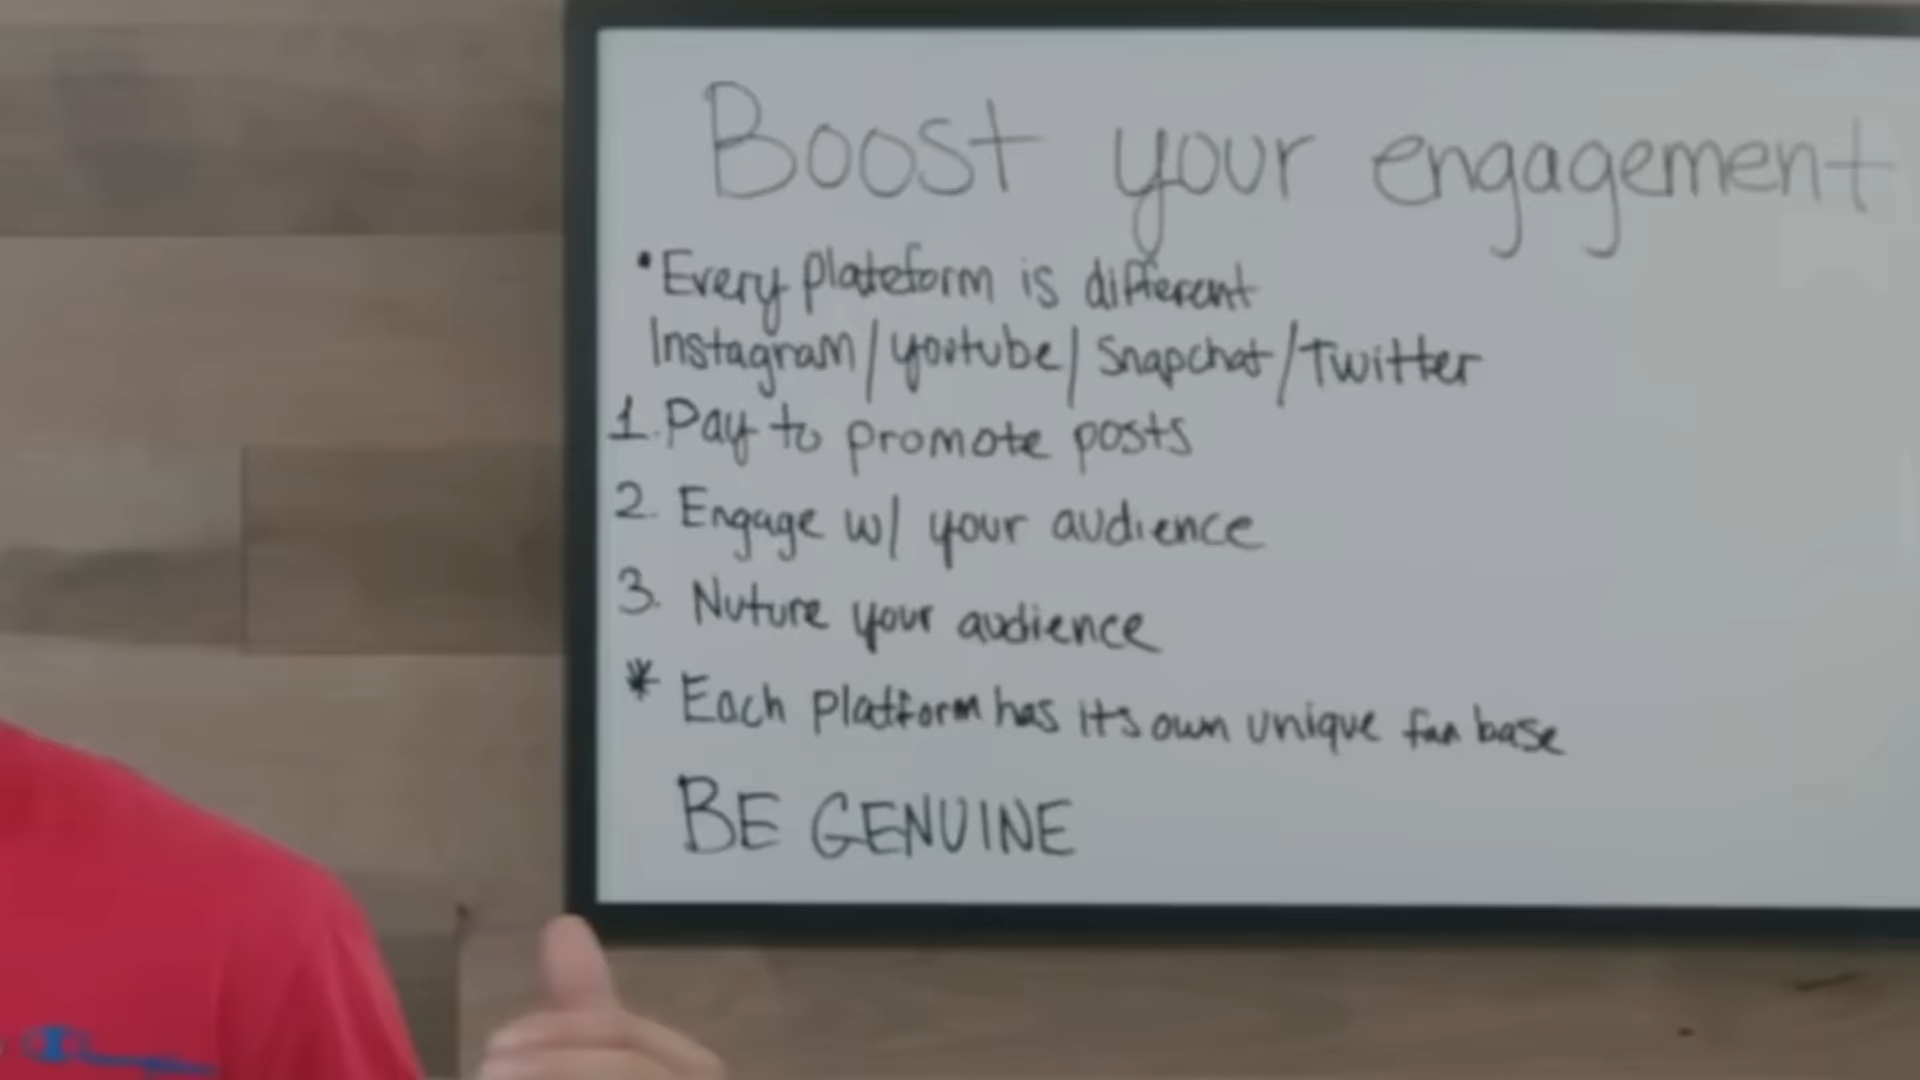 Boost your engagement
• Every plateform is different
Instagram/youtube/Snapchat/Twitter
1. Pay to promote posts
2. Engage w/ your audience
3. Nuture your audience
* Each platform has its own unique fan base
BE GENUINE